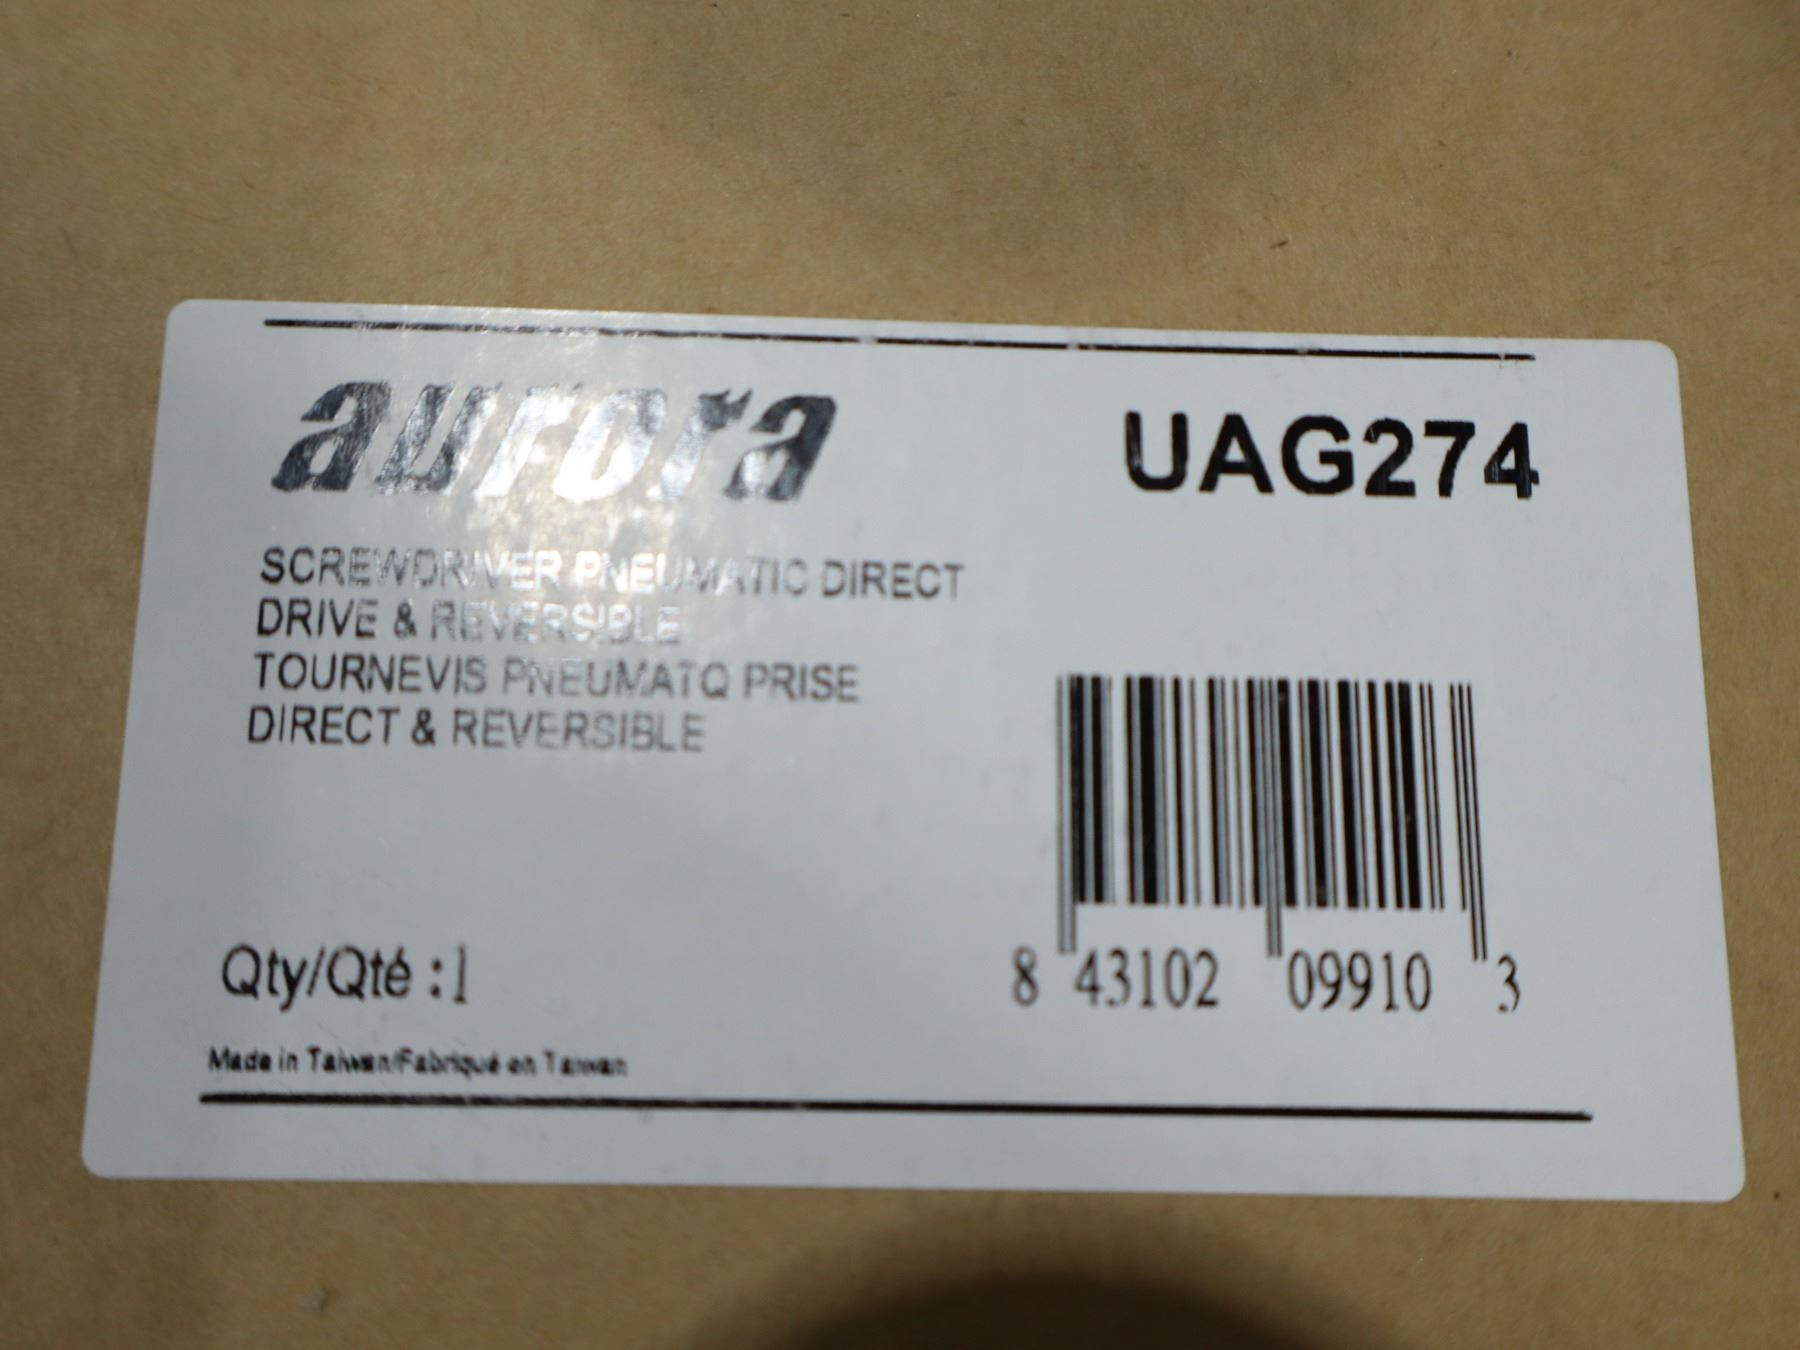 aurora
UAG274
SCREWDRIVER PNEUMATIC DIRECT
DRIVE & REVERSIBLE
TOURNEVIS PNEUMATQ PRISE
DIRECT & REVERSIBLE
Qty/Qté :1
8 43102 09910 3
Made in Taiwan/Fabriqué en Taiwan